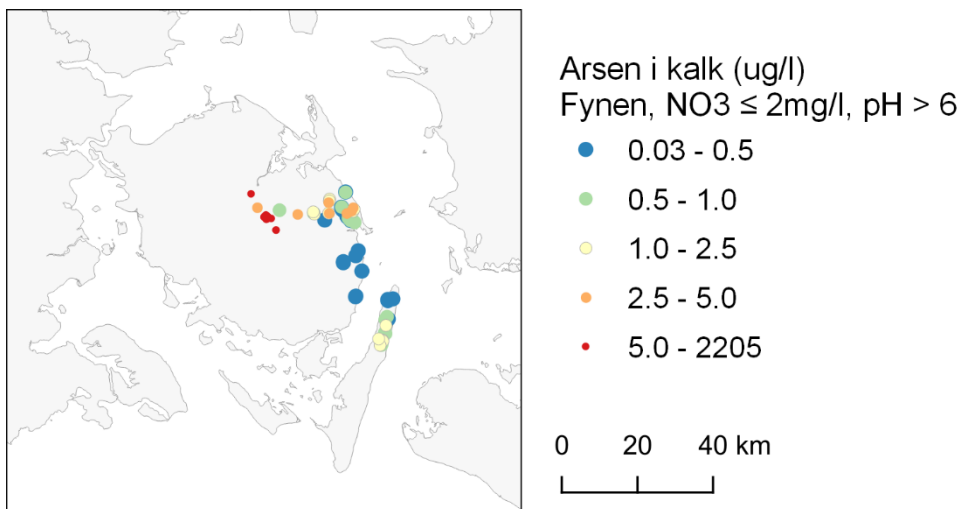 Arsen i kalk (ug/l)
Fynen, NO3 ≤ 2mg/l, pH > 6
0.03 - 0.5
0.5 - 1.0
1.0 - 2.5
2.5 - 5.0
5.0 - 2205
0 20 40 km